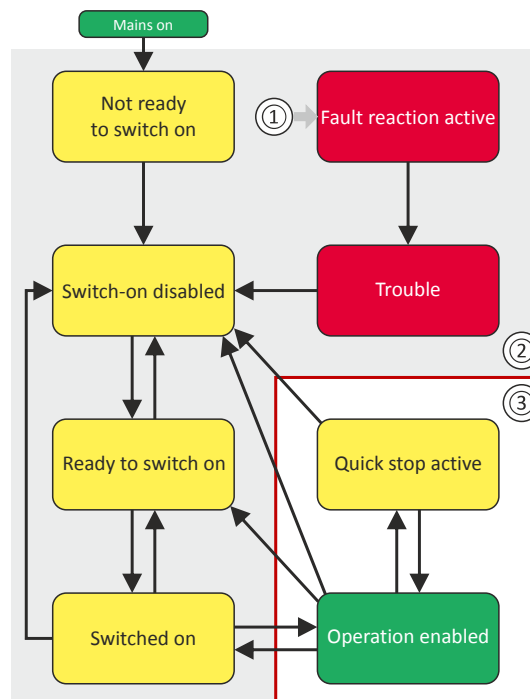 Mains on
Not ready
to switch on
①
Fault reaction active
Switch-on disabled
Trouble
②
③
Ready to switch on
Quick stop active
Switched on
Operation enabled